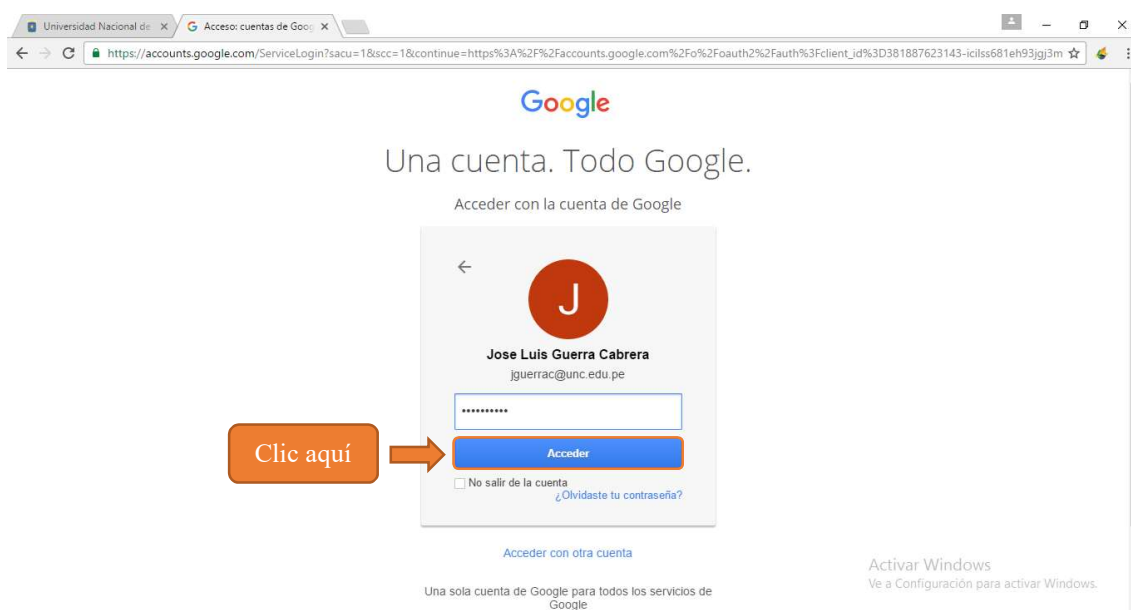 Universidad Nacional de
Acceso: cuentas de Goog
https://accounts.google.com/ServiceLogin?sacu=1&scc=1&continue=https%3A%2F%2Faccounts.google.com%2Fo%2Foauth2%2Fauth%3Fclient_id%3D381887623143-icilss681eh93jgj3m
Google
Una cuenta. Todo Google.
Acceder con la cuenta de Google
J
Jose Luis Guerra Cabrera
jguerrac@unc.edu.pe
••••••••••
Clic aquí
Acceder
No salir de la cuenta
¿Olvidaste tu contraseña?
Acceder con otra cuenta
Activar Windows
Ve a Configuración para activar Windows.
Una sola cuenta de Google para todos los servicios de
Google